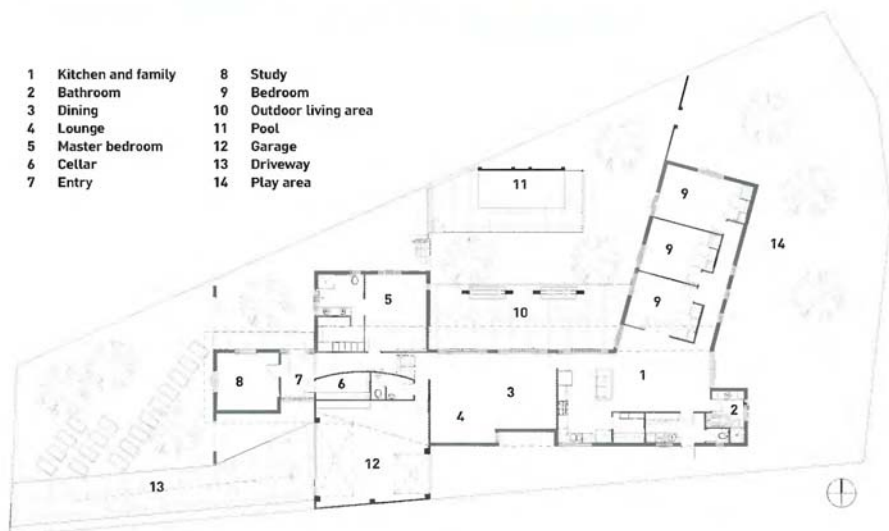 1 Kitchen and family
2 Bathroom
3 Dining
4 Lounge
5 Master bedroom
6 Cellar
7 Entry
8 Study
9 Bedroom
10 Outdoor living area
11 Pool
12 Garage
13 Driveway
14 Play area
11
9
9
14
9
5
10
8
7
6
3
1
4
2
12
13